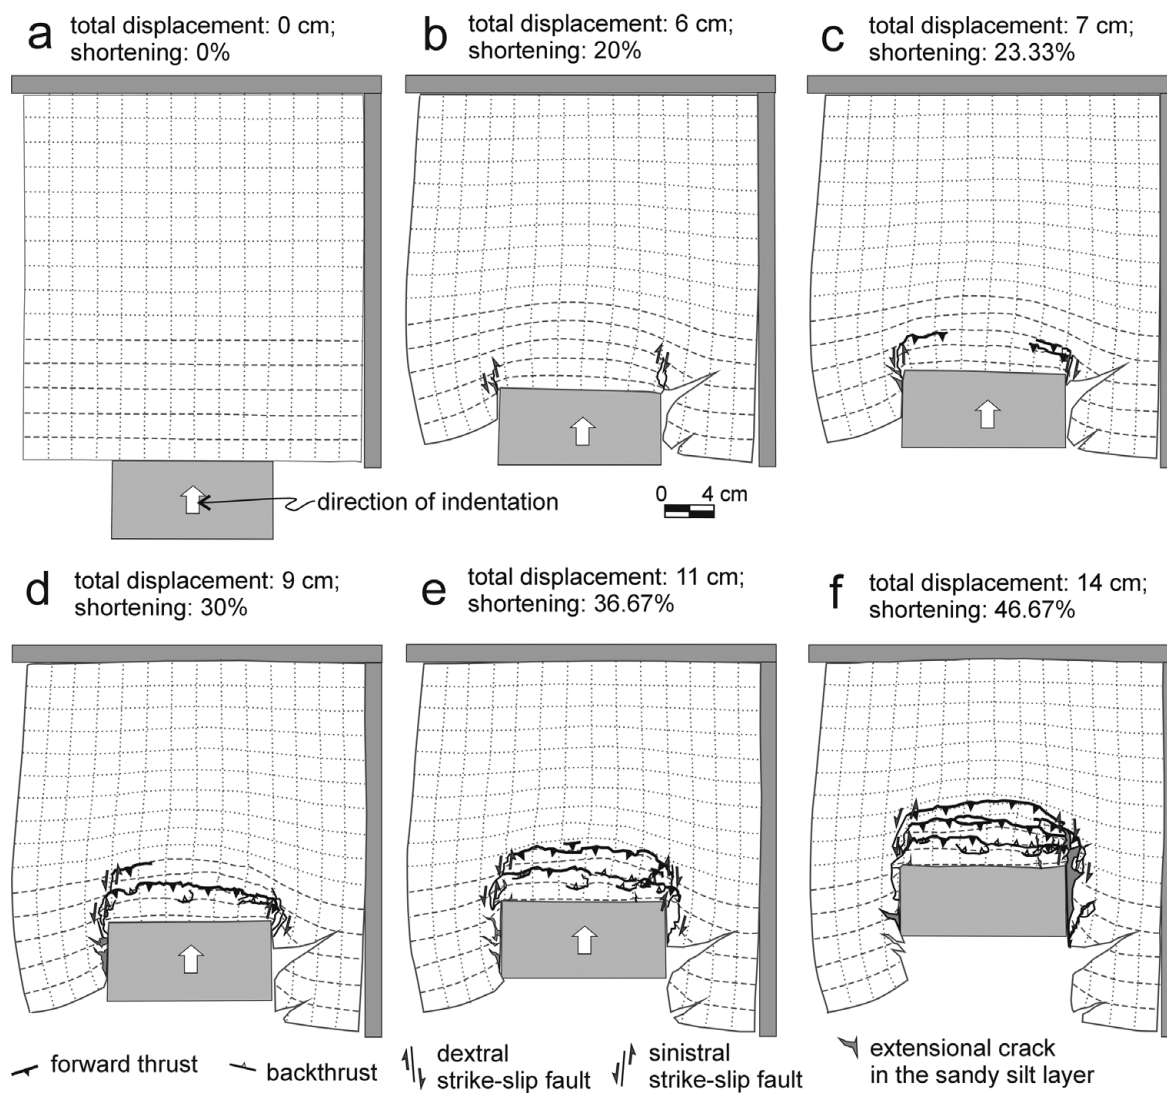 a total displacement: 0 cm;
shortening: 0%
b total displacement: 6 cm;
shortening: 20%
c total displacement: 7 cm;
shortening: 23.33%
direction of indentation
0 4 cm
d total displacement: 9 cm;
shortening: 30%
e total displacement: 11 cm;
shortening: 36.67%
f total displacement: 14 cm;
shortening: 46.67%
forward thrust
backthrust
dextral
strike-slip fault
sinistral
strike-slip fault
extensional crack
in the sandy silt layer